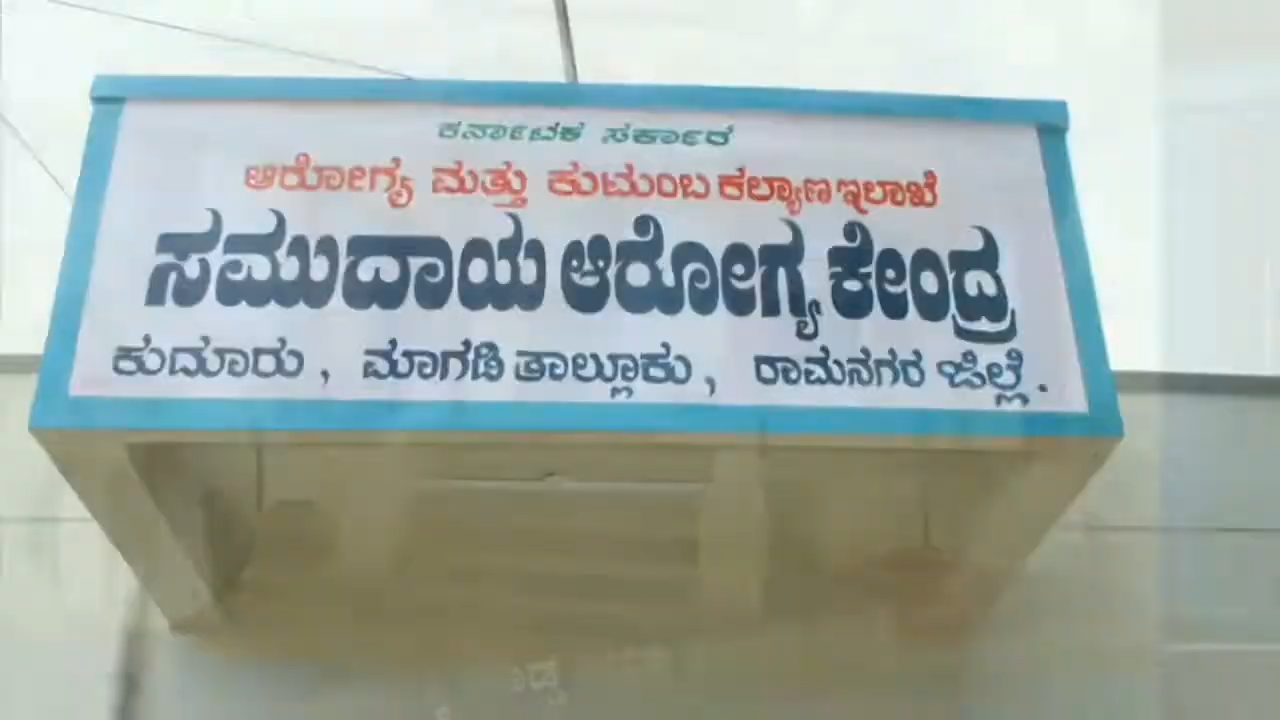 ಕರ್ನಾಟಕ ಸರ್ಕಾರ
ಆರೋಗ್ಯ ಮತ್ತು ಕುಟುಂಬ ಕಲ್ಯಾಣ ಇಲಾಖೆ
ಸಮುದಾಯ ಆರೋಗ್ಯ ಕೇಂದ್ರ
ಕುದೂರು, ಮಾಗಡಿ ತಾಲ್ಲೂಕು, ರಾಮನಗರ ಜಿಲ್ಲೆ.